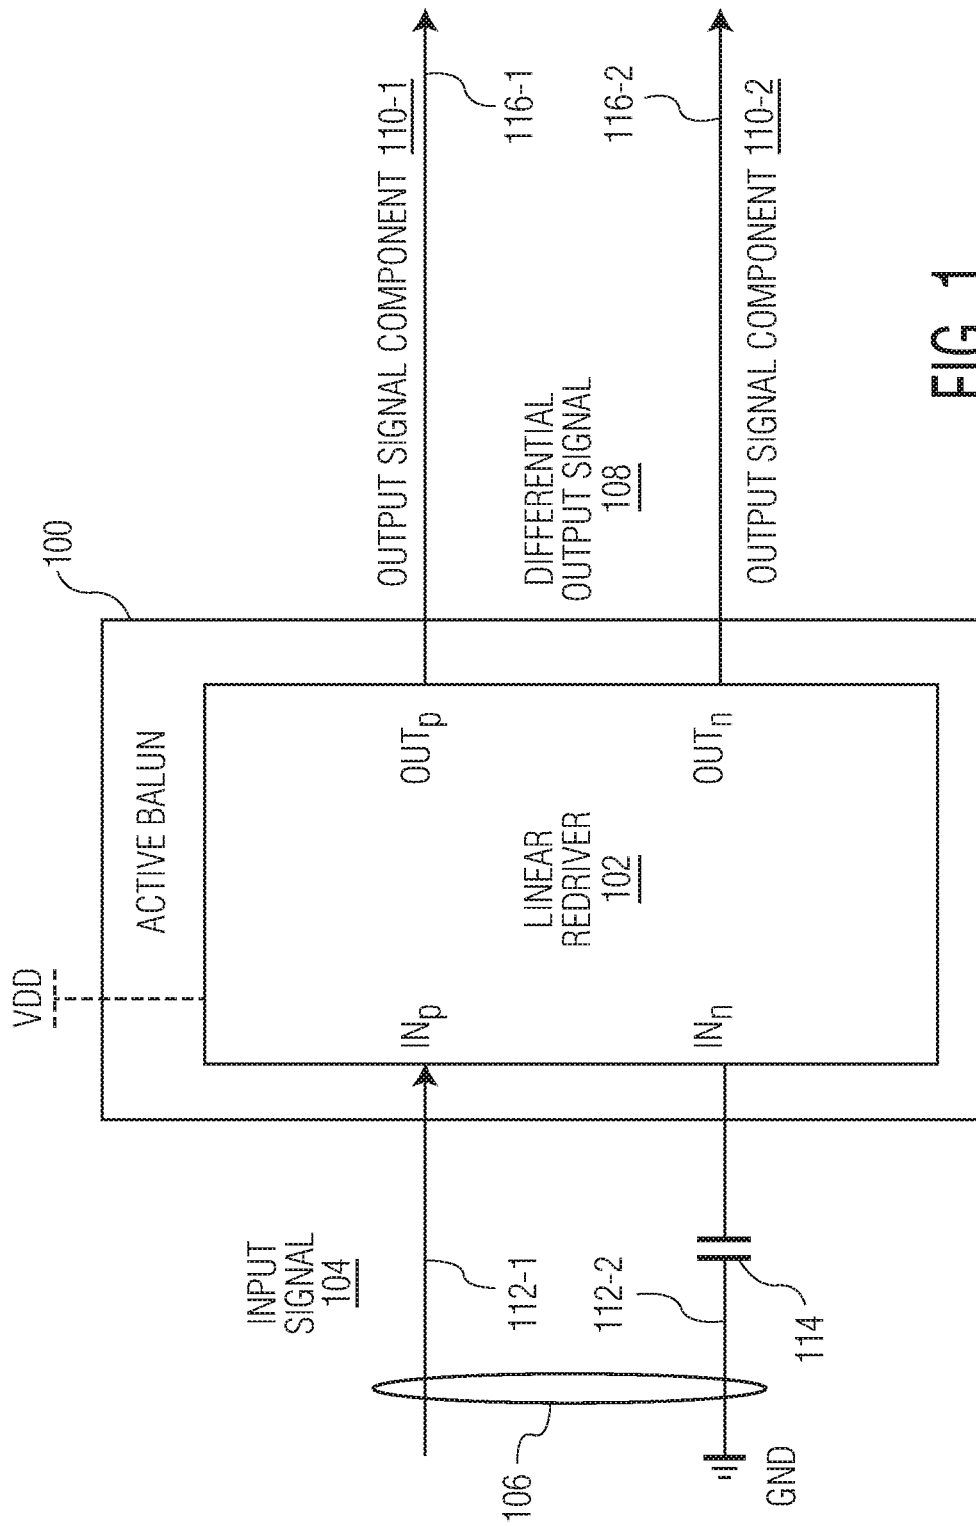 100
VDD
ACTIVE BALUN
INPUT
SIGNAL
104
INp
OUTp
OUTPUT SIGNAL COMPONENT 110-1
112-1
116-1
LINEAR
REDRIVER
102
DIFFERENTIAL
OUTPUT SIGNAL
108
106
112-2
116-2
INn
OUTn
OUTPUT SIGNAL COMPONENT 110-2
GND
114
FIG. 1